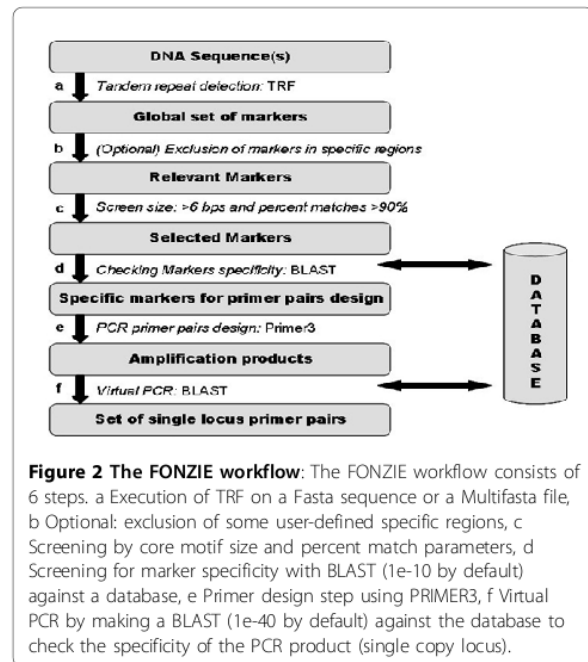 DNA Sequence(s)
a Tandem repeat detection: TRF
Global set of markers
b (Optional) Exclusion of markers in specific regions
Relevant Markers
c Screen size: >6 bps and percent matches >90%
Selected Markers
d Checking Markers specificity: BLAST
Specific markers for primer pairs design
e PCR primer pairs design: Primer3
Amplification products
f Virtual PCR: BLAST
Set of single locus primer pairs
DATABASE
Figure 2 The FONZIE workflow: The FONZIE workflow consists of
6 steps. a Execution of TRF on a Fasta sequence or a Multifasta file,
b Optional: exclusion of some user-defined specific regions, c
Screening by core motif size and percent match parameters, d
Screening for marker specificity with BLAST (1e-10 by default)
against a database, e Primer design step using PRIMER3, f Virtual
PCR by making a BLAST (1e-40 by default) against the database to
check the specificity of the PCR product (single copy locus).